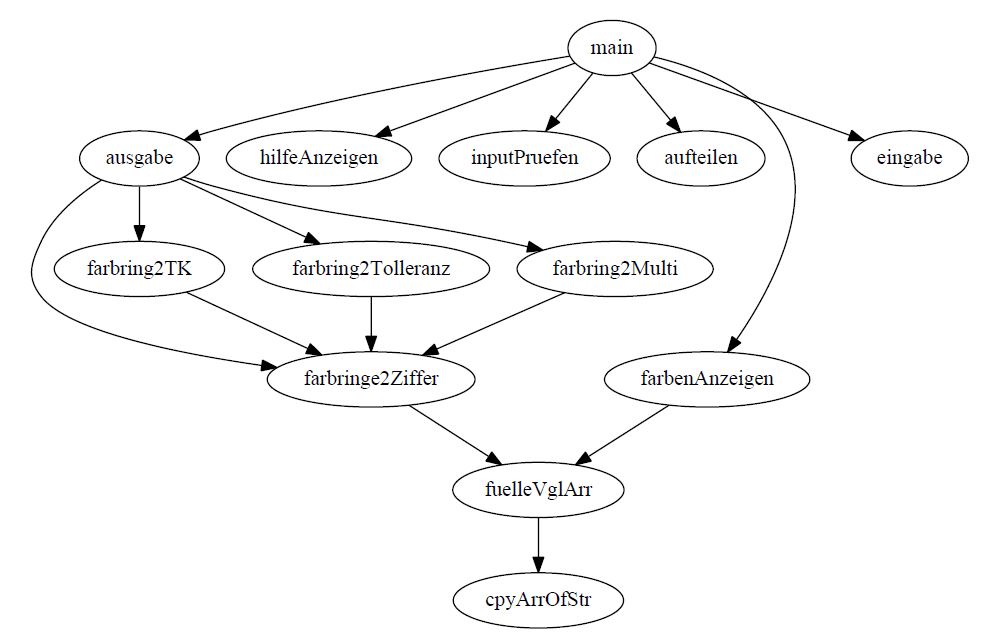 main
ausgabe
hilfeAnzeigen
inputPruefen
aufteilen
eingabe
farbring2TK
farbring2Tolleranz
farbring2Multi
farbringe2Ziffer
farbenAnzeigen
fuelleVglArr
cpyArrOfStr